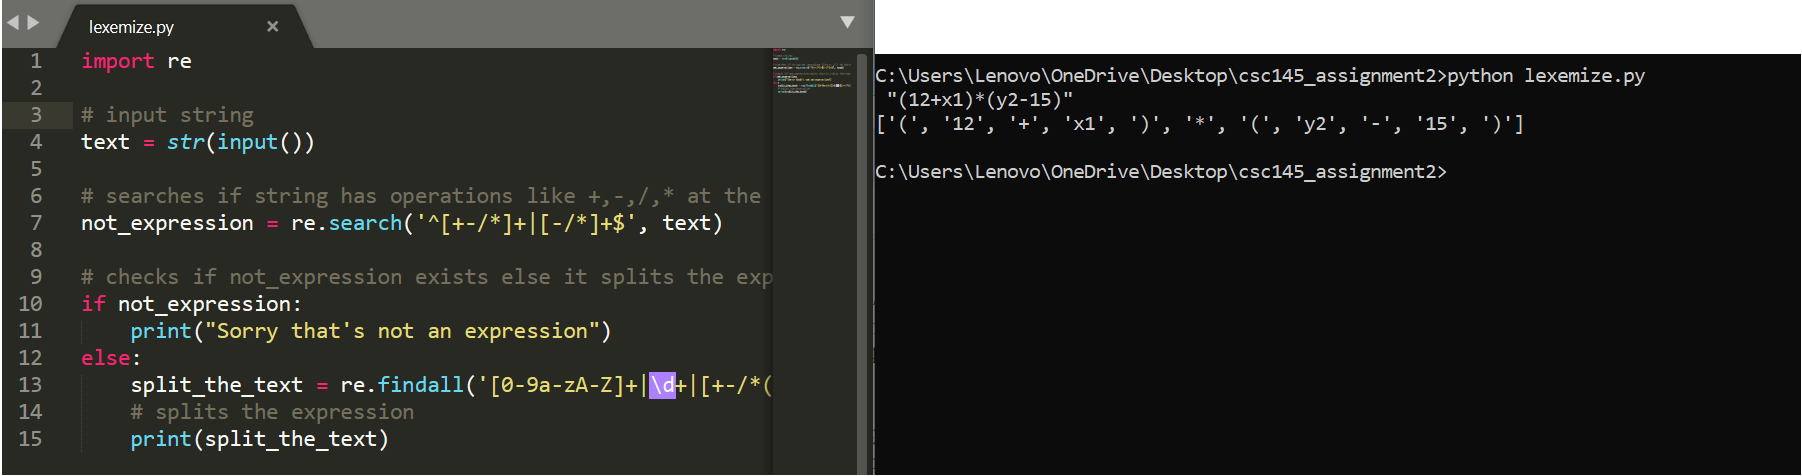 lexemize.py
1 import re
2
3 # input string
4 text = str(input())
5
6 # searches if string has operations like +,-,/,* at the
7 not_expression = re.search('^[+-/*]+|[-/*]+$', text)
8
9 # checks if not_expression exists else it splits the exp
10 if not_expression:
11 print("Sorry that's not an expression")
12 else:
13 split_the_text = re.findall('[0-9a-zA-Z]+|\d+|[+-/*(
14 # splits the expression
15 print(split_the_text)
C:\Users\Lenovo\OneDrive\Desktop\csc145_assignment2>python lexemize.py
"(12+x1)*(y2-15)"
['(', '12', '+', 'x1', ')', '*', '(', 'y2', '-', '15', ')']
C:\Users\Lenovo\OneDrive\Desktop\csc145_assignment2>